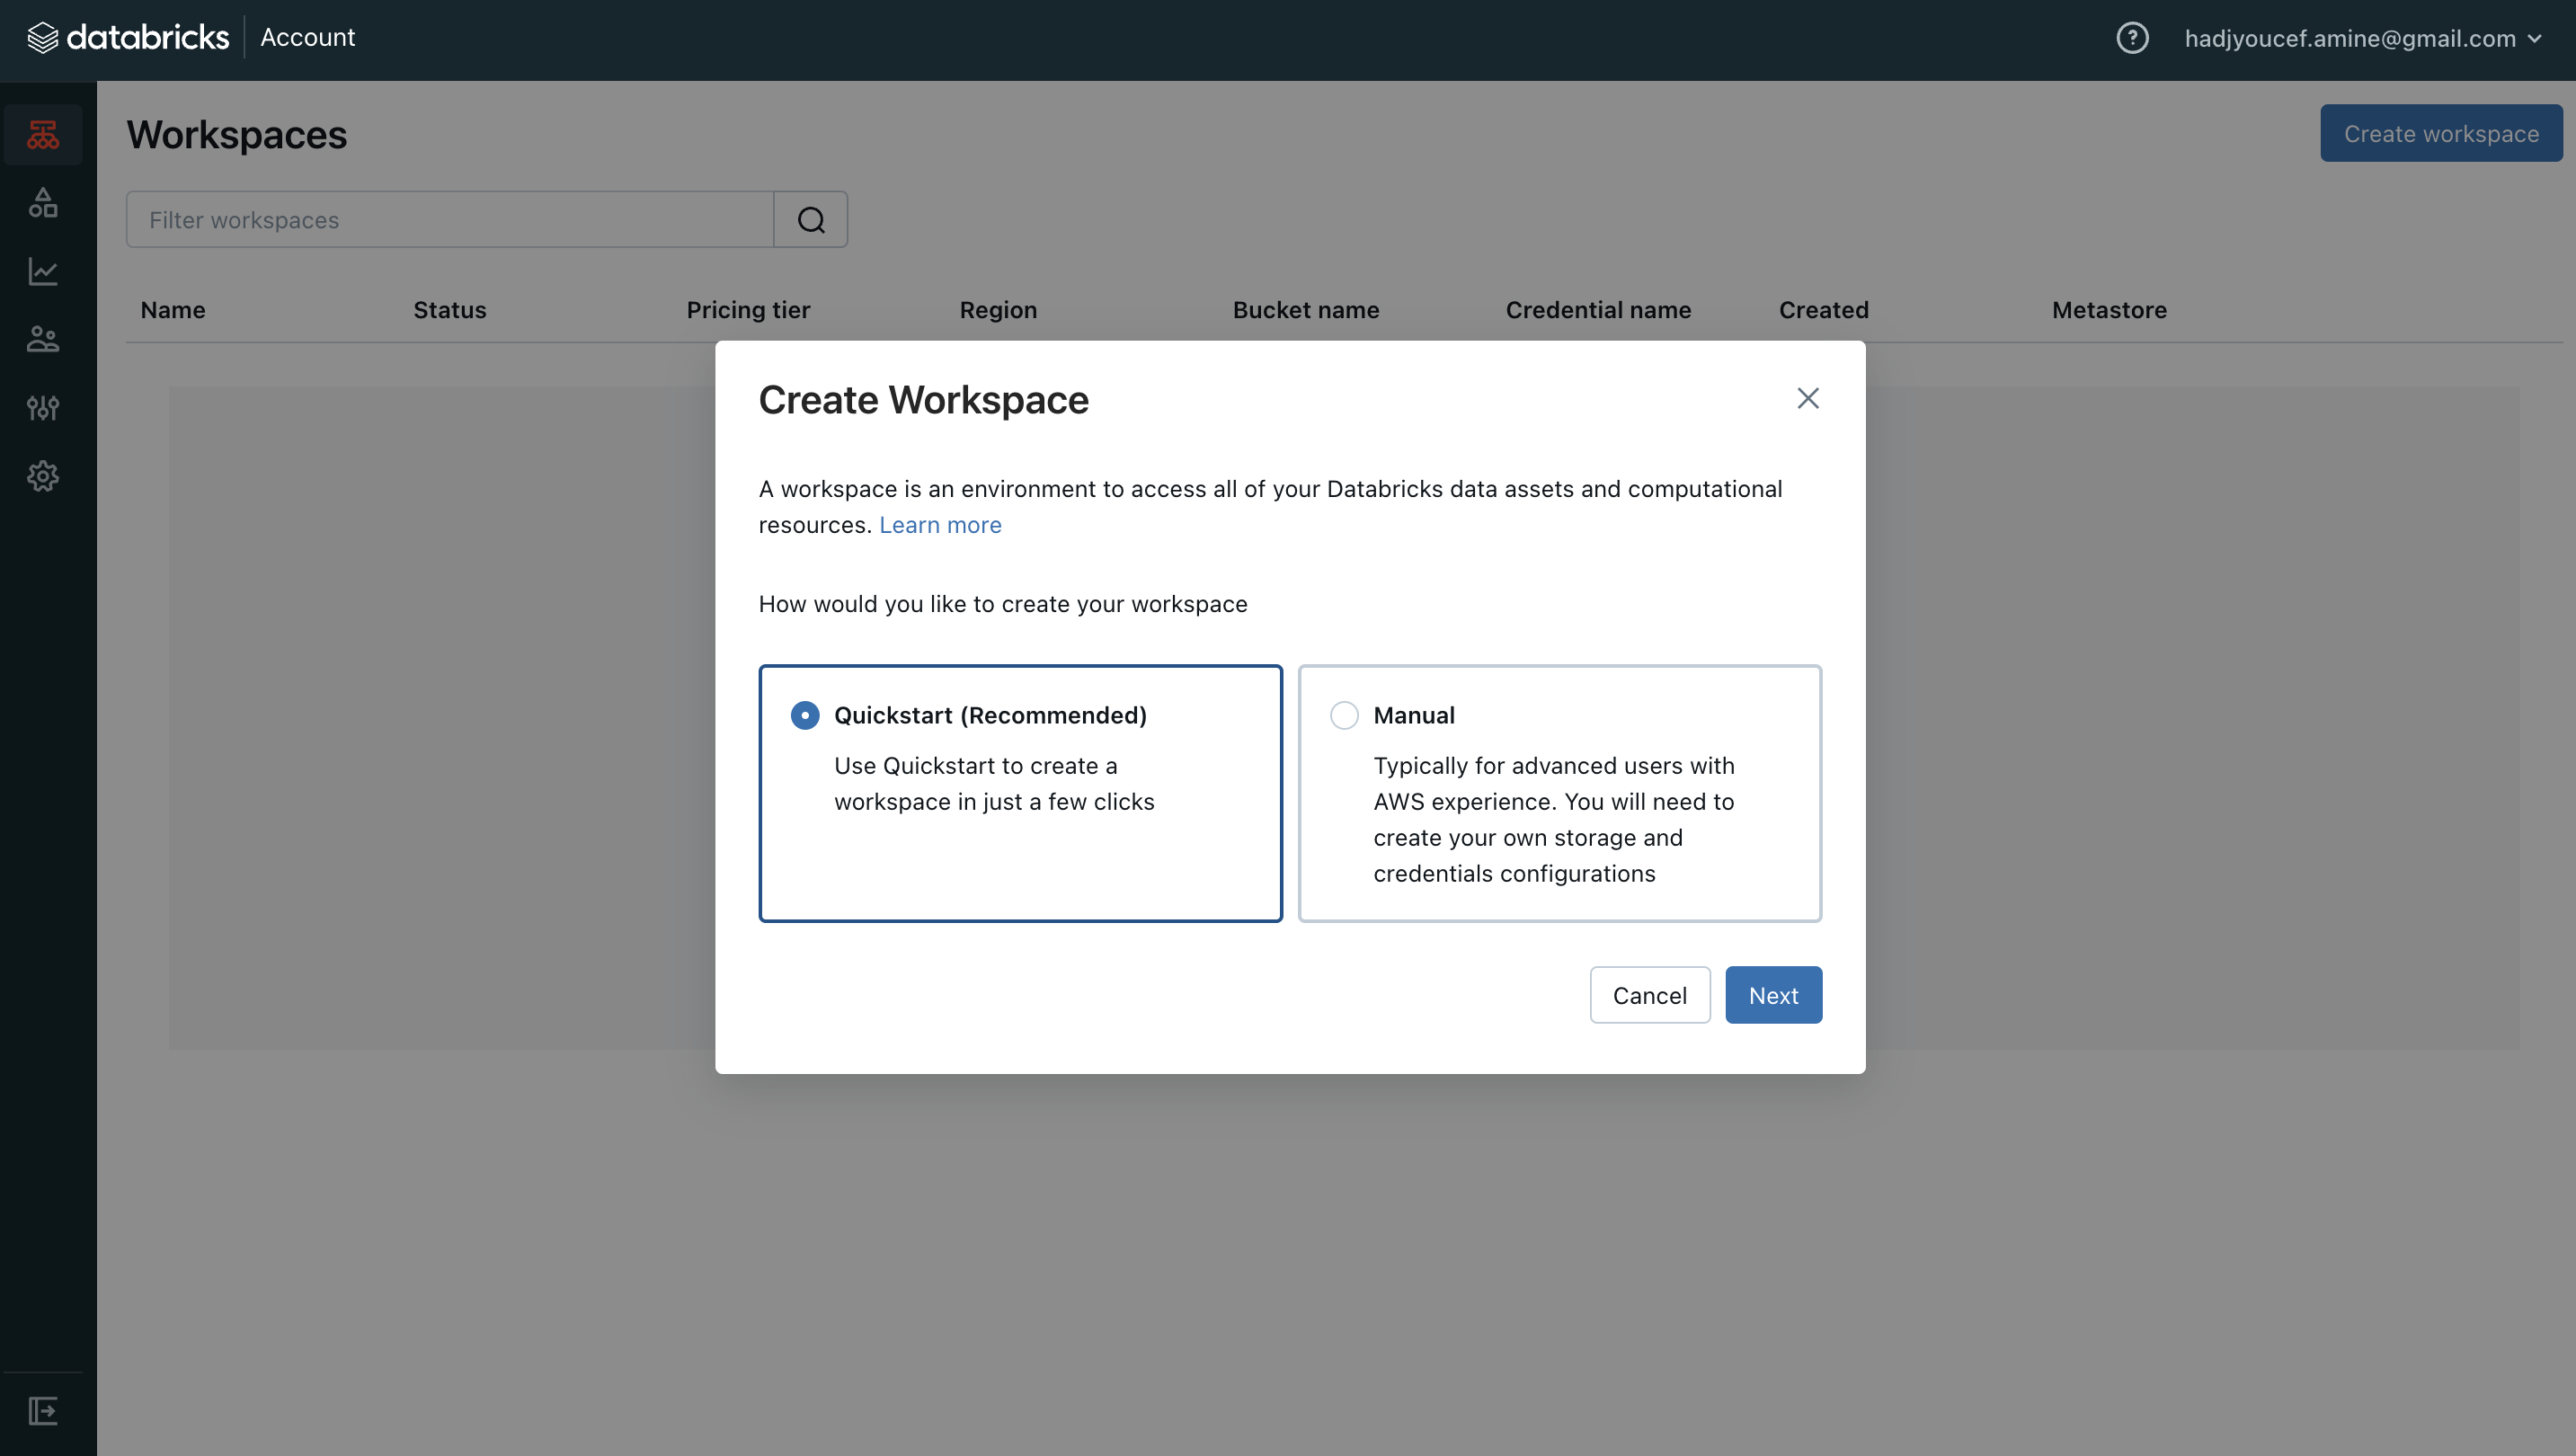 databricks
Account
?
hadjyoucef.amine@gmail.com
Workspaces
Create workspace
Filter workspaces
Name Status Pricing tier Region Bucket name Credential name Created Metastore
Create Workspace
A workspace is an environment to access all of your Databricks data assets and computational
resources. Learn more
How would you like to create your workspace
Quickstart (Recommended)
Use Quickstart to create a
workspace in just a few clicks
Manual
Typically for advanced users with
AWS experience. You will need to
create your own storage and
credentials configurations
Cancel
Next